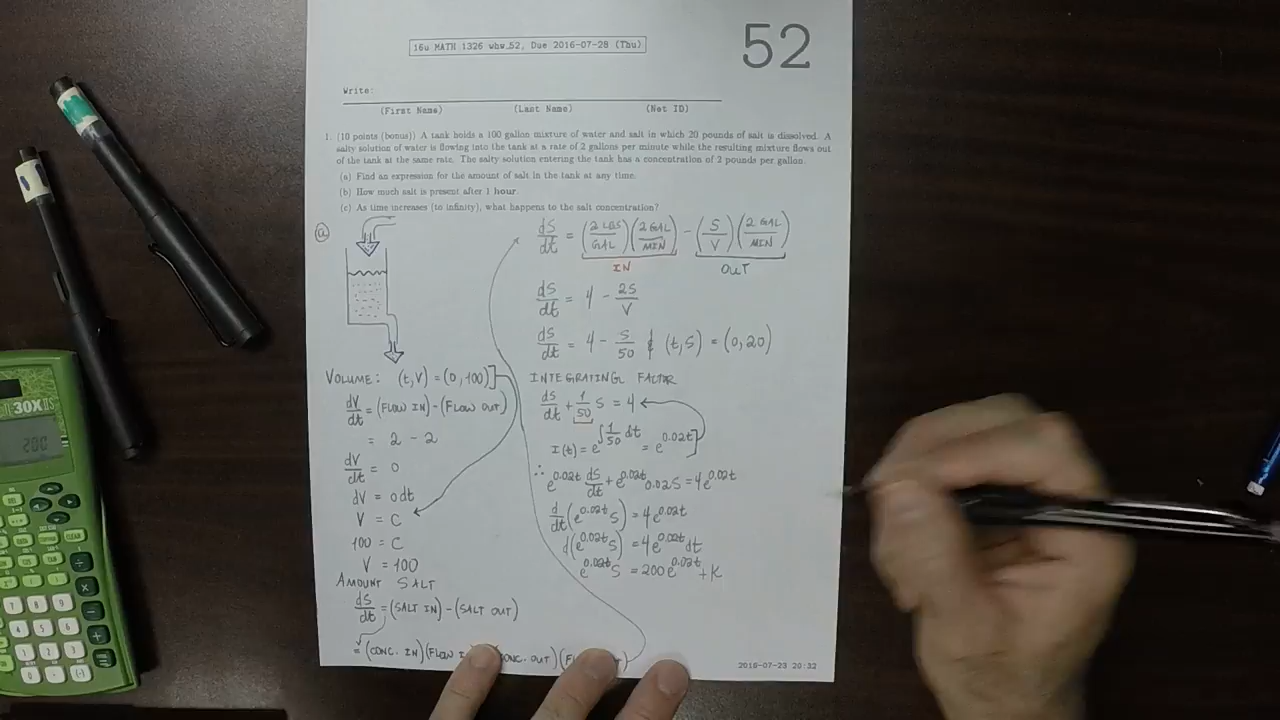 52
16u MATH 1326 whw.52, Due 2016-07-28 (Thu)
Write:
(First Name) (Last Name) (Net ID)
1. (10 points (bonus)) A tank holds a 100 gallon mixture of water and salt in which 20 pounds of salt is dissolved. A
salty solution of water is flowing into the tank at a rate of 2 gallons per minute while the resulting mixture flows out
of the tank at the same rate. The salty solution entering the tank has a concentration of 2 pounds per gallon.
(a) Find an expression for the amount of salt in the tank at any time.
(b) How much salt is present after 1 hour.
(c) As time increases (to infinity), what happens to the salt concentration?
a
VOLUME: (t,V) = (0,100)]
dV/dt = (FLOW IN) - (FLOW OUT)
= 2 - 2
dV/dt = 0
dV = 0dt
V = C
100 = C
V = 100
AMOUNT SALT
dS/dt = (SALT IN) - (SALT OUT)
= (CONC. IN)(FLOW
CONC. OUT)
dS/dt = (2 LBS/GAL)(2 GAL/MIN) - (S/V)(2 GAL/MIN)
IN OUT
dS/dt = 4 - 2S/V
dS/dt = 4 - S/50 & (t,S) = (0,20)
INTEGRATING FACTOR
dS/dt + 1/50 S = 4
I(t) = e^∫1/50 dt = e^0.02t]
∴ e^0.02t dS/dt + e^0.02t 0.02S = 4e^0.02t
d/dt(e^0.02t S) = 4e^0.02t
d(e^0.02t S) = 4e^0.02t dt
e^0.02t S = 200e^0.02t + K
2016-07-23 20:32
30X IIS
200